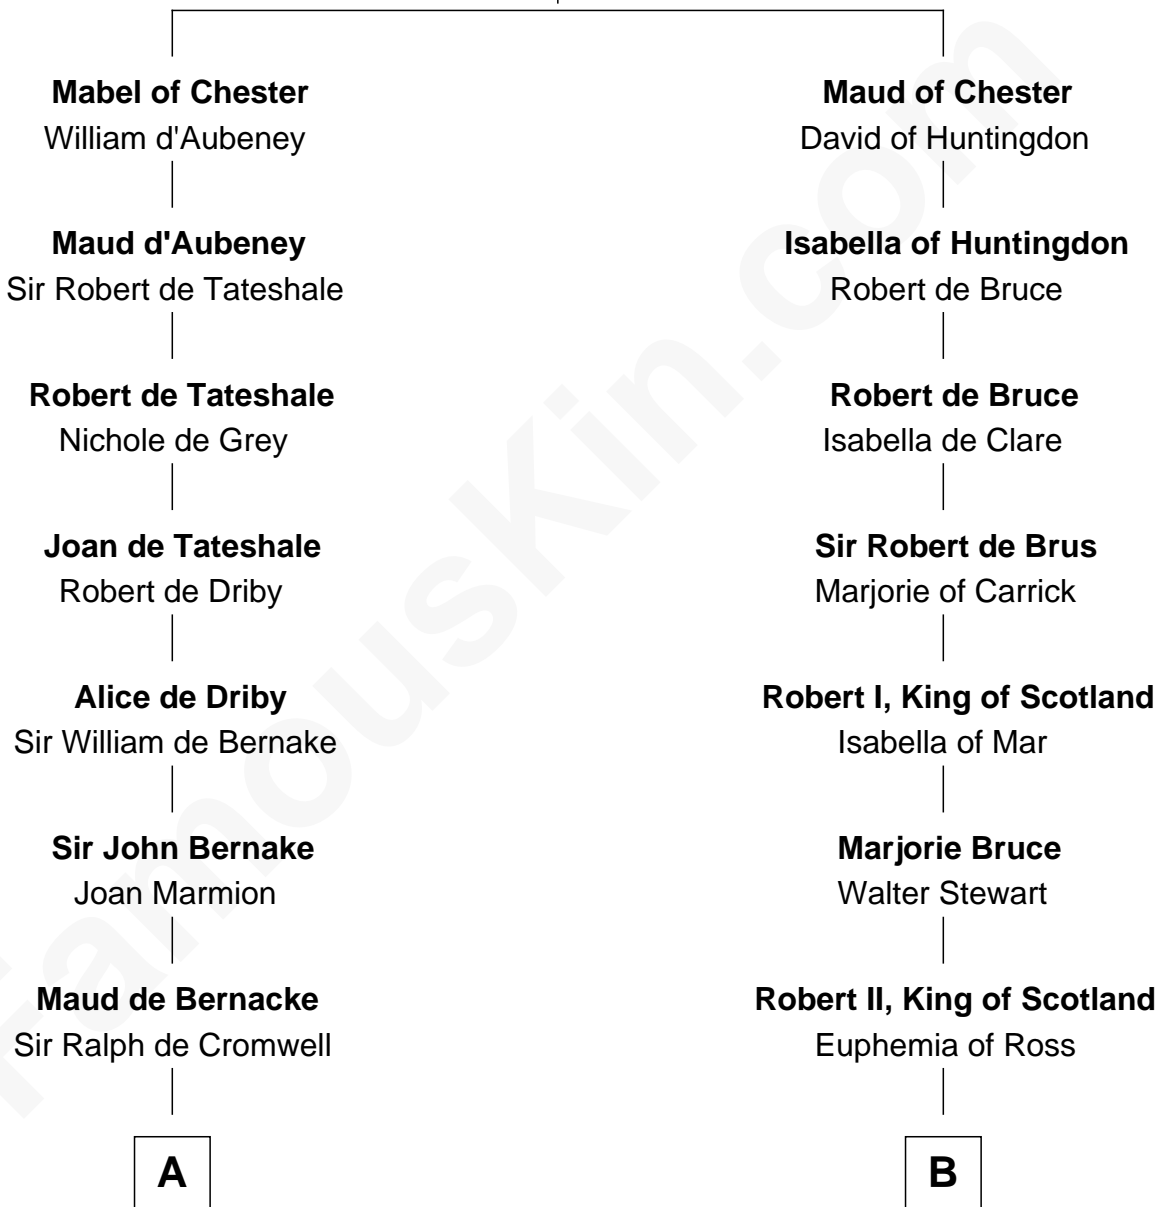 Mabel of Chester
William d'Aubeney
Maud d'Aubeney
Sir Robert de Tateshale
Robert de Tateshale
Nichole de Grey
Joan de Tateshale
Robert de Driby
Alice de Driby
Sir William de Bernake
Sir John Bernake
Joan Marmion
Maud de Bernacke
Sir Ralph de Cromwell
A
Maud of Chester
David of Huntingdon
Isabella of Huntingdon
Robert de Bruce
Robert de Bruce
Isabella de Clare
Sir Robert de Brus
Marjorie of Carrick
Robert I, King of Scotland
Isabella of Mar
Marjorie Bruce
Walter Stewart
Robert II, King of Scotland
Euphemia of Ross
B
FamousKin.com